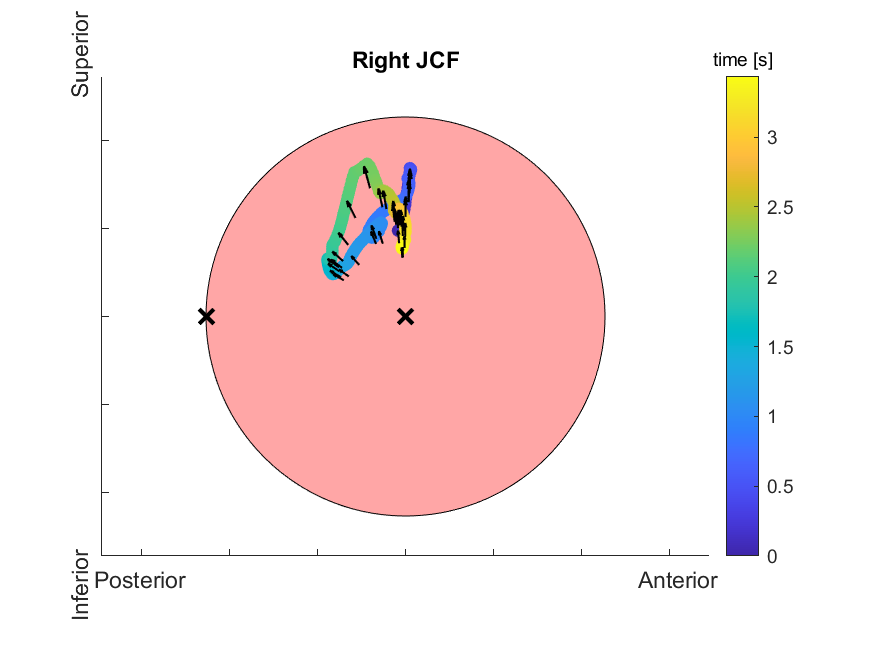 Right JCF
time [s]
Superior
3
2.5
2
1.5
1
0.5
0
Inferior
Posterior
Anterior